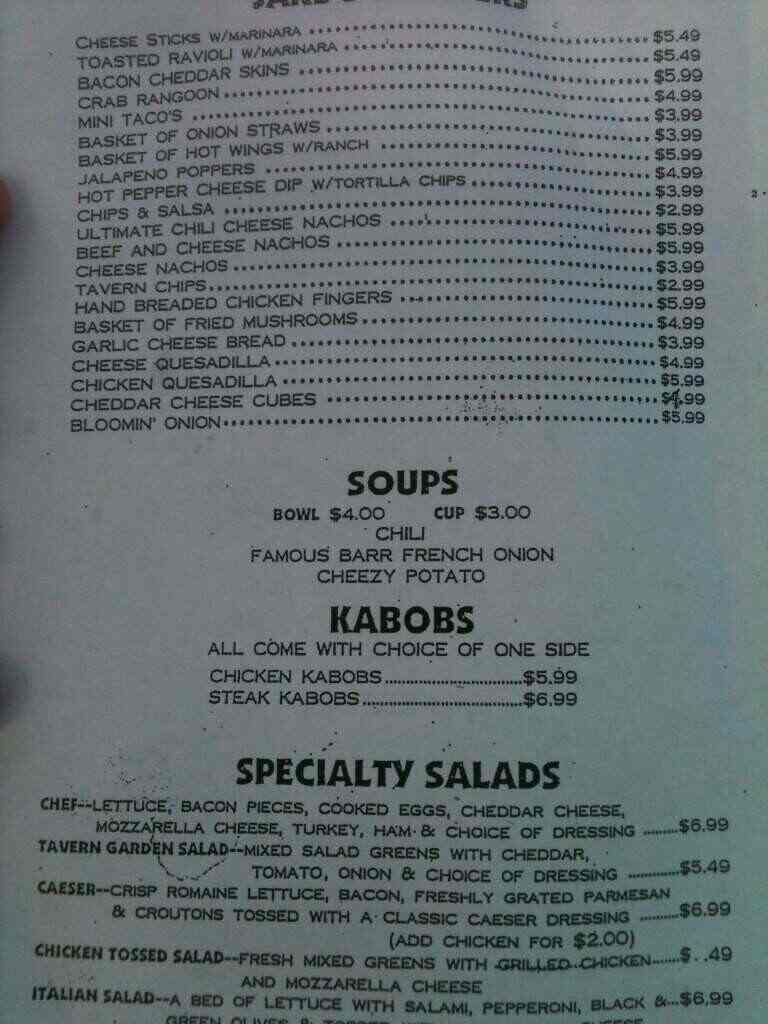 CHEESE STICKS W/MARINARA $5.49
TOASTED RAVIOLI W/MARINARA $5.49
BACON CHEDDAR SKINS $5.99
CRAB RANGOON $4.99
MINI TACO'S $3.99
BASKET OF ONION STRAWS $3.99
BASKET OF HOT WINGS W/RANCH $5.99
JALAPENO POPPERS $4.99
HOT PEPPER CHEESE DIP W/TORTILLA CHIPS $3.99
CHIPS & SALSA $2.99
ULTIMATE CHILI CHEESE NACHOS $5.99
BEEF AND CHEESE NACHOS $5.99
CHEESE NACHOS $3.99
TAVERN CHIPS $2.99
HAND BREADED CHICKEN FINGERS $5.99
BASKET OF FRIED MUSHROOMS $4.99
GARLIC CHEESE BREAD $3.99
CHEESE QUESADILLA $4.99
CHICKEN QUESADILLA $5.99
CHEDDAR CHEESE CUBES $4.99
BLOOMIN' ONION $5.99
SOUPS
BOWL $4.00 CUP $3.00
CHILI
FAMOUS BARR FRENCH ONION
CHEEZY POTATO
KABOBS
ALL COME WITH CHOICE OF ONE SIDE
CHICKEN KABOBS $5.99
STEAK KABOBS $6.99
SPECIALTY SALADS
CHEF--LETTUCE, BACON PIECES, COOKED EGGS, CHEDDAR CHEESE,
MOZZARELLA CHEESE, TURKEY, HAM & CHOICE OF DRESSING $6.99
TAVERN GARDEN SALAD--MIXED SALAD GREENS WITH CHEDDAR,
TOMATO, ONION & CHOICE OF DRESSING $5.49
CAESER--CRISP ROMAINE LETTUCE, BACON, FRESHLY GRATED PARMESAN
& CROUTONS TOSSED WITH A CLASSIC CAESER DRESSING $6.99
(ADD CHICKEN FOR $2.00)
CHICKEN TOSSED SALAD--FRESH MIXED GREENS WITH GRILLED CHICKEN
AND MOZZARELLA CHEESE
ITALIAN SALAD--A BED OF LETTUCE WITH SALAMI, PEPPERONI, BLACK & $6.99
GREEN OLIVES & TOSSED CHEESE